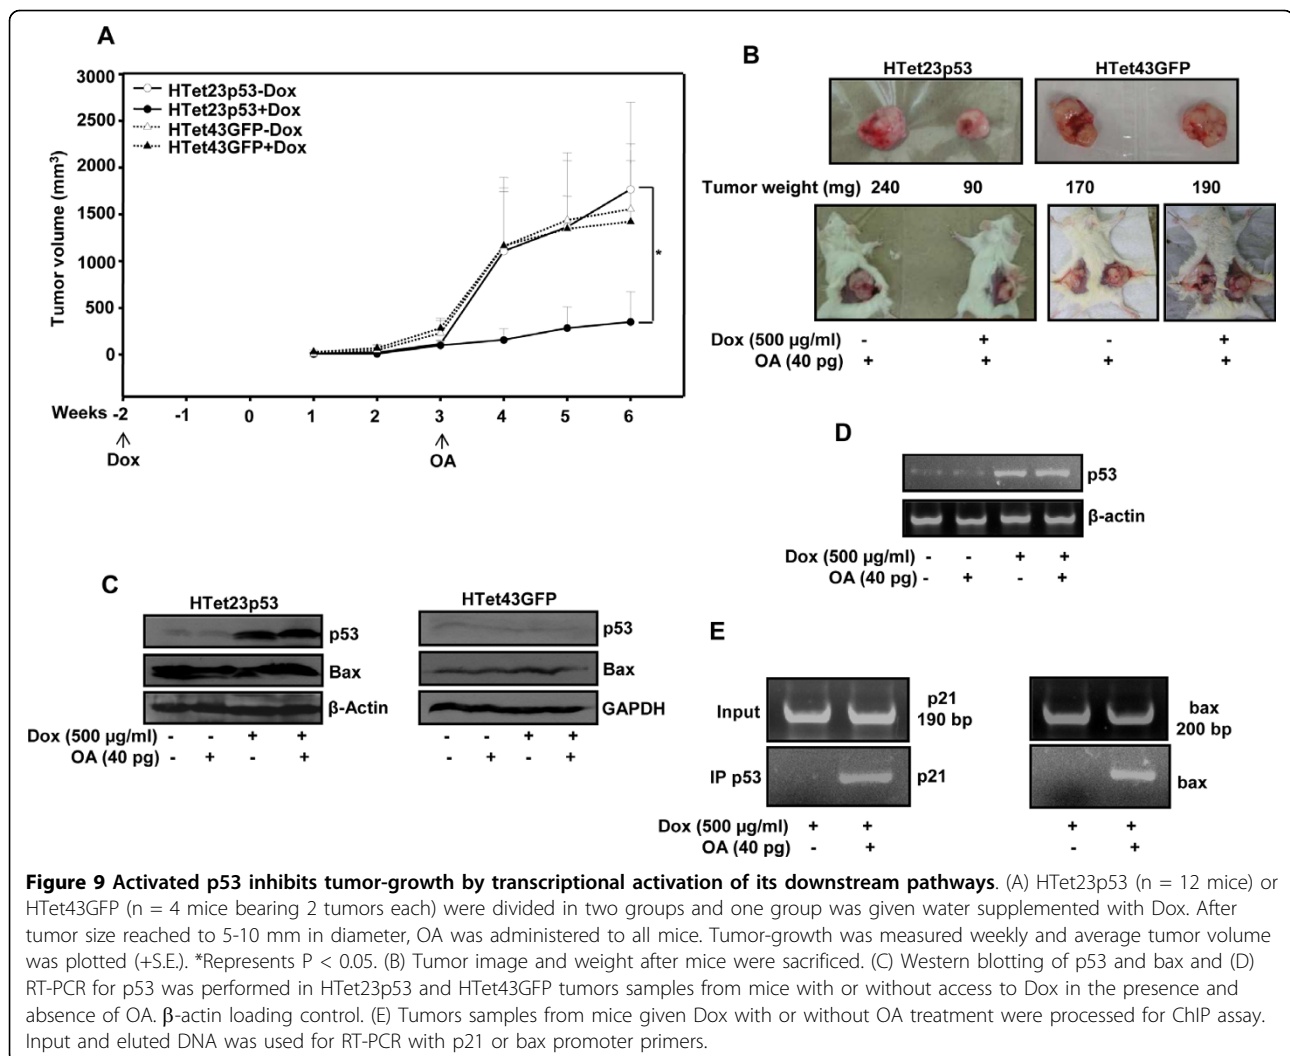 A
3000
2500
2000
1500
1000
500
0
Tumor volume (mm³)
HTet23p53-Dox
HTet23p53+Dox
HTet43GFP-Dox
HTet43GFP+Dox
*
Weeks -2 -1 0 1 2 3 4 5 6
Dox OA
B
HTet23p53 HTet43GFP
Tumor weight (mg) 240 90 170 190
Dox (500 µg/ml) - + - +
OA (40 pg) + + + +
C
HTet23p53 HTet43GFP
p53 p53
Bax Bax
β-Actin GAPDH
Dox (500 µg/ml) - - + + - - + +
OA (40 pg) - + - + - + - +
D
p53
β-actin
Dox (500 µg/ml) - - + +
OA (40 pg) - + - +
E
Input p21 190 bp bax 200 bp
IP p53 p21 bax
Dox (500 µg/ml) + + + +
OA (40 pg) - + - +
Figure 9 Activated p53 inhibits tumor-growth by transcriptional activation of its downstream pathways. (A) HTet23p53 (n = 12 mice) or
HTet43GFP (n = 4 mice bearing 2 tumors each) were divided in two groups and one group was given water supplemented with Dox. After
tumor size reached to 5-10 mm in diameter, OA was administered to all mice. Tumor-growth was measured weekly and average tumor volume
was plotted (+S.E.). *Represents P < 0.05. (B) Tumor image and weight after mice were sacrificed. (C) Western blotting of p53 and bax and (D)
RT-PCR for p53 was performed in HTet23p53 and HTet43GFP tumors samples from mice with or without access to Dox in the presence and
absence of OA. β-actin loading control. (E) Tumors samples from mice given Dox with or without OA treatment were processed for ChIP assay.
Input and eluted DNA was used for RT-PCR with p21 or bax promoter primers.